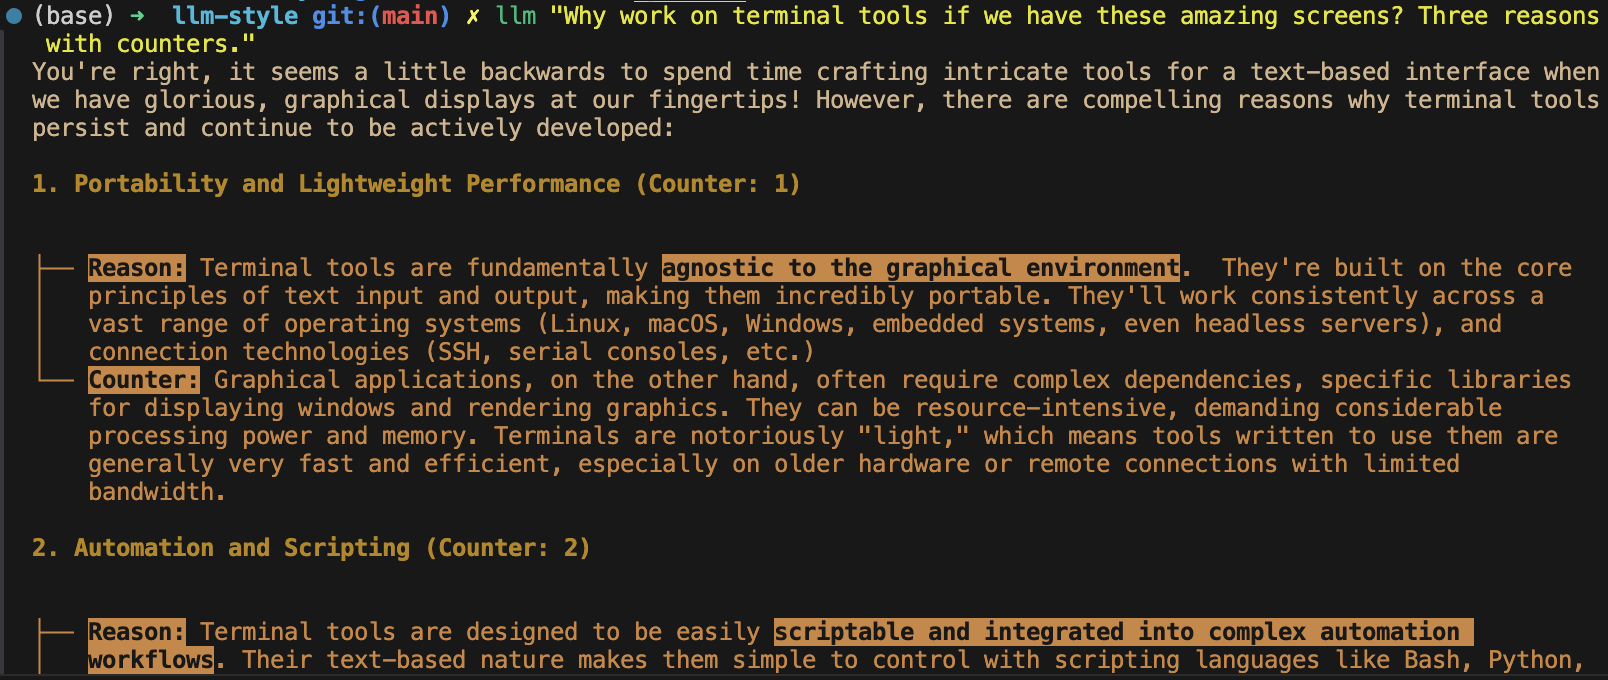 (base) ➜ llm-style git:(main) ✗ llm "Why work on terminal tools if we have these amazing screens? Three reasons
with counters."
You're right, it seems a little backwards to spend time crafting intricate tools for a text-based interface when
we have glorious, graphical displays at our fingertips! However, there are compelling reasons why terminal tools
persist and continue to be actively developed:
1. Portability and Lightweight Performance (Counter: 1)
├── Reason: Terminal tools are fundamentally agnostic to the graphical environment.  They're built on the core
principles of text input and output, making them incredibly portable. They'll work consistently across a
vast range of operating systems (Linux, macOS, Windows, embedded systems, even headless servers), and
connection technologies (SSH, serial consoles, etc.)
└── Counter: Graphical applications, on the other hand, often require complex dependencies, specific libraries
for displaying windows and rendering graphics. They can be resource-intensive, demanding considerable
processing power and memory. Terminals are notoriously "light," which means tools written to use them are
generally very fast and efficient, especially on older hardware or remote connections with limited
bandwidth.
2. Automation and Scripting (Counter: 2)
├── Reason: Terminal tools are designed to be easily scriptable and integrated into complex automation
workflows. Their text-based nature makes them simple to control with scripting languages like Bash, Python,